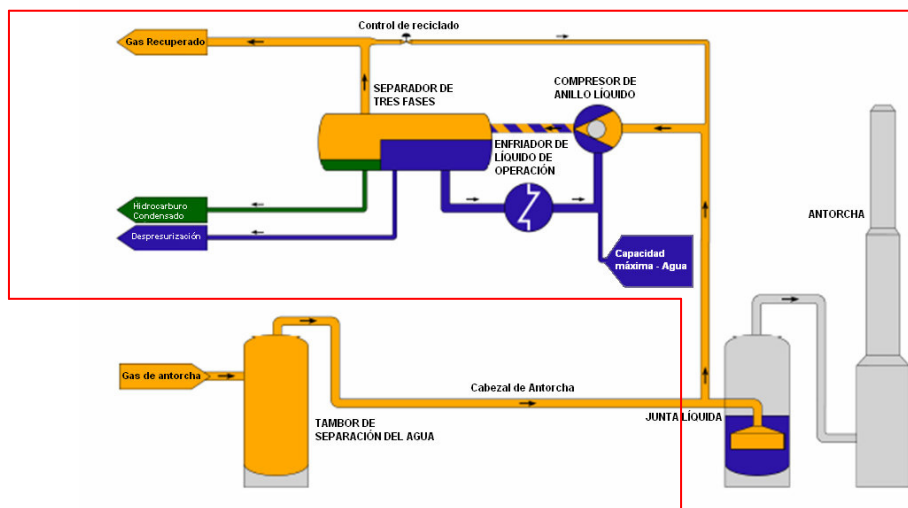 Control de reciclado
Gas Recuperado
SEPARADOR DE
TRES FASES
COMPRESOR DE
ANILLO LÍQUIDO
ENFRIADOR DE
LÍQUIDO DE
OPERACIÓN
Hidrocarburo
Condensado
Despresurización
Capacidad
máxima - Agua
ANTORCHA
Gas de antorcha
Cabezal de Antorcha
TAMBOR DE
SEPARACIÓN DEL AGUA
JUNTA LÍQUIDA